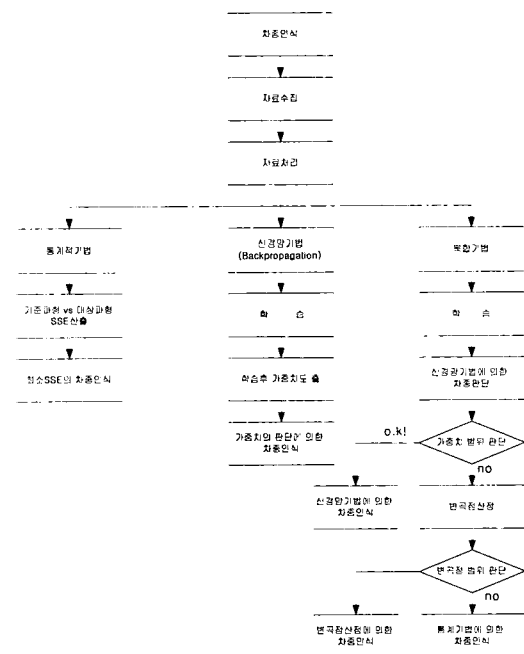 차종인식
자료수집
자료처리
통계적기법
기준파형 vs 대상파형
SSE산출
최소SSE의 차종인식
신경망기법
(Backpropagation)
학 습
학습후 가중치도 출
가중치의 판단에 의한
차종인식
복합기법
학 습
신경망기법에 의한
차종판단
가중치 범위 판단
o.k!
no
신경망기법에 의한
차종인식
변곡점산정
변곡점 범위 판단
no
변곡점산정에 의한
차종인식
통계기법에 의한
차종인식